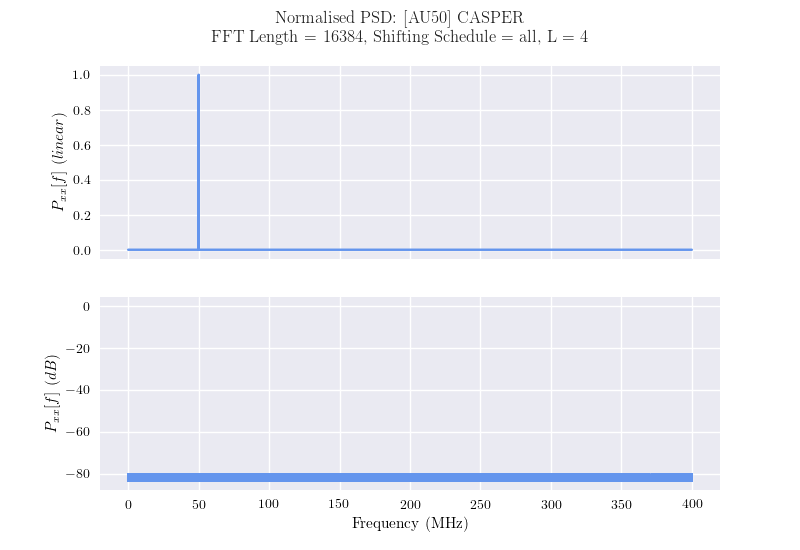 Normalised PSD: [AU50] CASPER
FFT Length = 16384, Shifting Schedule = all, L = 4
1.0
0.8
0.6
0.4
0.2
0.0
Pxx[f] (linear)
0
−20
−40
−60
−80
Pxx[f] (dB)
0 50 100 150 200 250 300 350 400
Frequency (MHz)